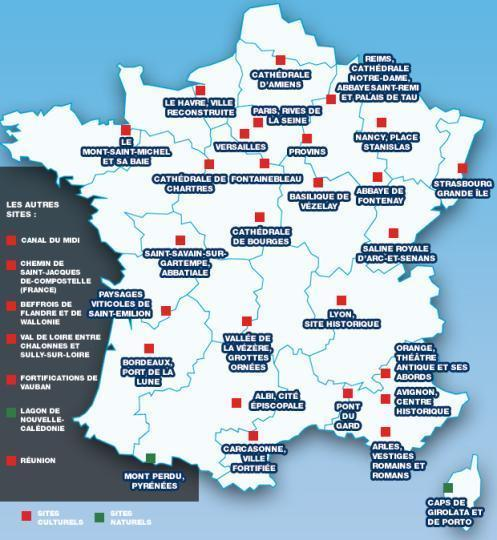 CATHÉDRALE
D'AMIENS
REIMS,
CATHÉDRALE
NOTRE-DAME,
ABBAYE SAINT-REMI
ET PALAIS DE TAU
LE HAVRE, VILLE
RECONSTRUITE
PARIS, RIVES DE
LA SEINE
LE
MONT-SAINT-MICHEL
ET SA BAIE
VERSAILLES
PROVINS
NANCY, PLACE
STANISLAS
CATHÉDRALE DE
CHARTRES
FONTAINEBLEAU
BASILIQUE DE
VÉZELAY
ABBAYE DE
FONTENAY
STRASBOURG
GRANDE ÎLE
CATHÉDRALE
DE BOURGES
SALINE ROYALE
D'ARC-ET-SENANS
SAINT-SAVAIN-SUR-
GARTEMPE,
ABBATIALE
PAYSAGES
VITICOLES DE
SAINT-EMILION
LYON,
SITE HISTORIQUE
BORDEAUX,
PORT DE LA
LUNE
VALLÉE DE
LA VÉZÈRE,
GROTTES
ORNÉES
ORANGE,
THÉÂTRE
ANTIQUE ET SES
ABORDS
ALBI, CITÉ
ÉPISCOPALE
PONT
DU
GARD
AVIGNON,
CENTRE
HISTORIQUE
CARCASONNE,
VILLE
FORTIFIÉE
ARLES,
VESTIGES
ROMAINS ET
ROMANS
MONT PERDU,
PYRÉNÉES
CAPS DE
GIROLATA ET
DE PORTO
LES AUTRES
SITES :
CANAL DU MIDI
CHEMIN DE
SAINT-JACQUES
DE-COMPOSTELLE
(FRANCE)
BEFFROIS DE
FLANDRE ET DE
WALLONIE
VAL DE LOIRE ENTRE
CHALONNES ET
SULLY-SUR-LOIRE
FORTIFICATIONS DE
VAUBAN
LAGON DE
NOUVELLE-
CALÉDONIE
RÉUNION
SITES
CULTURELS
SITES
NATURELS